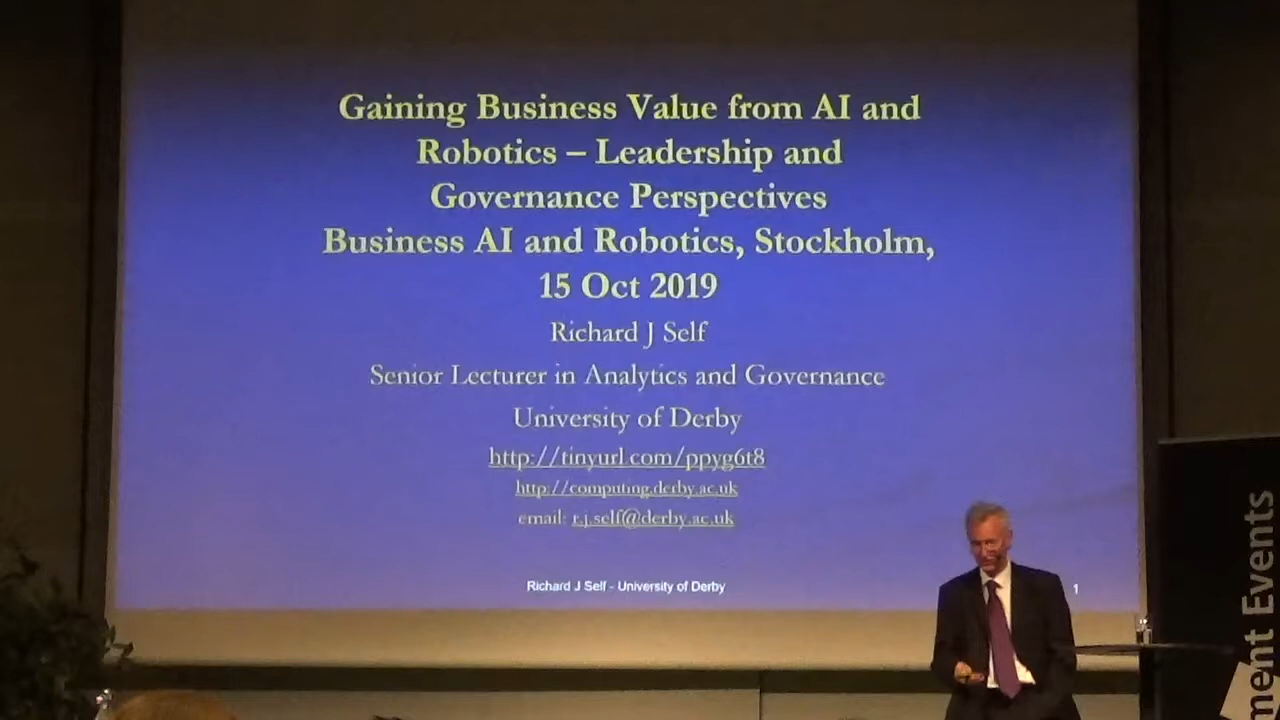 Gaining Business Value from AI and
Robotics – Leadership and
Governance Perspectives
Business AI and Robotics, Stockholm,
15 Oct 2019
Richard J Self
Senior Lecturer in Analytics and Governance
University of Derby
http://tinyurl.com/ppyg6t8
http://computing.derby.ac.uk
email: r.j.self@derby.ac.uk
Richard J Self - University of Derby
1
ment Events